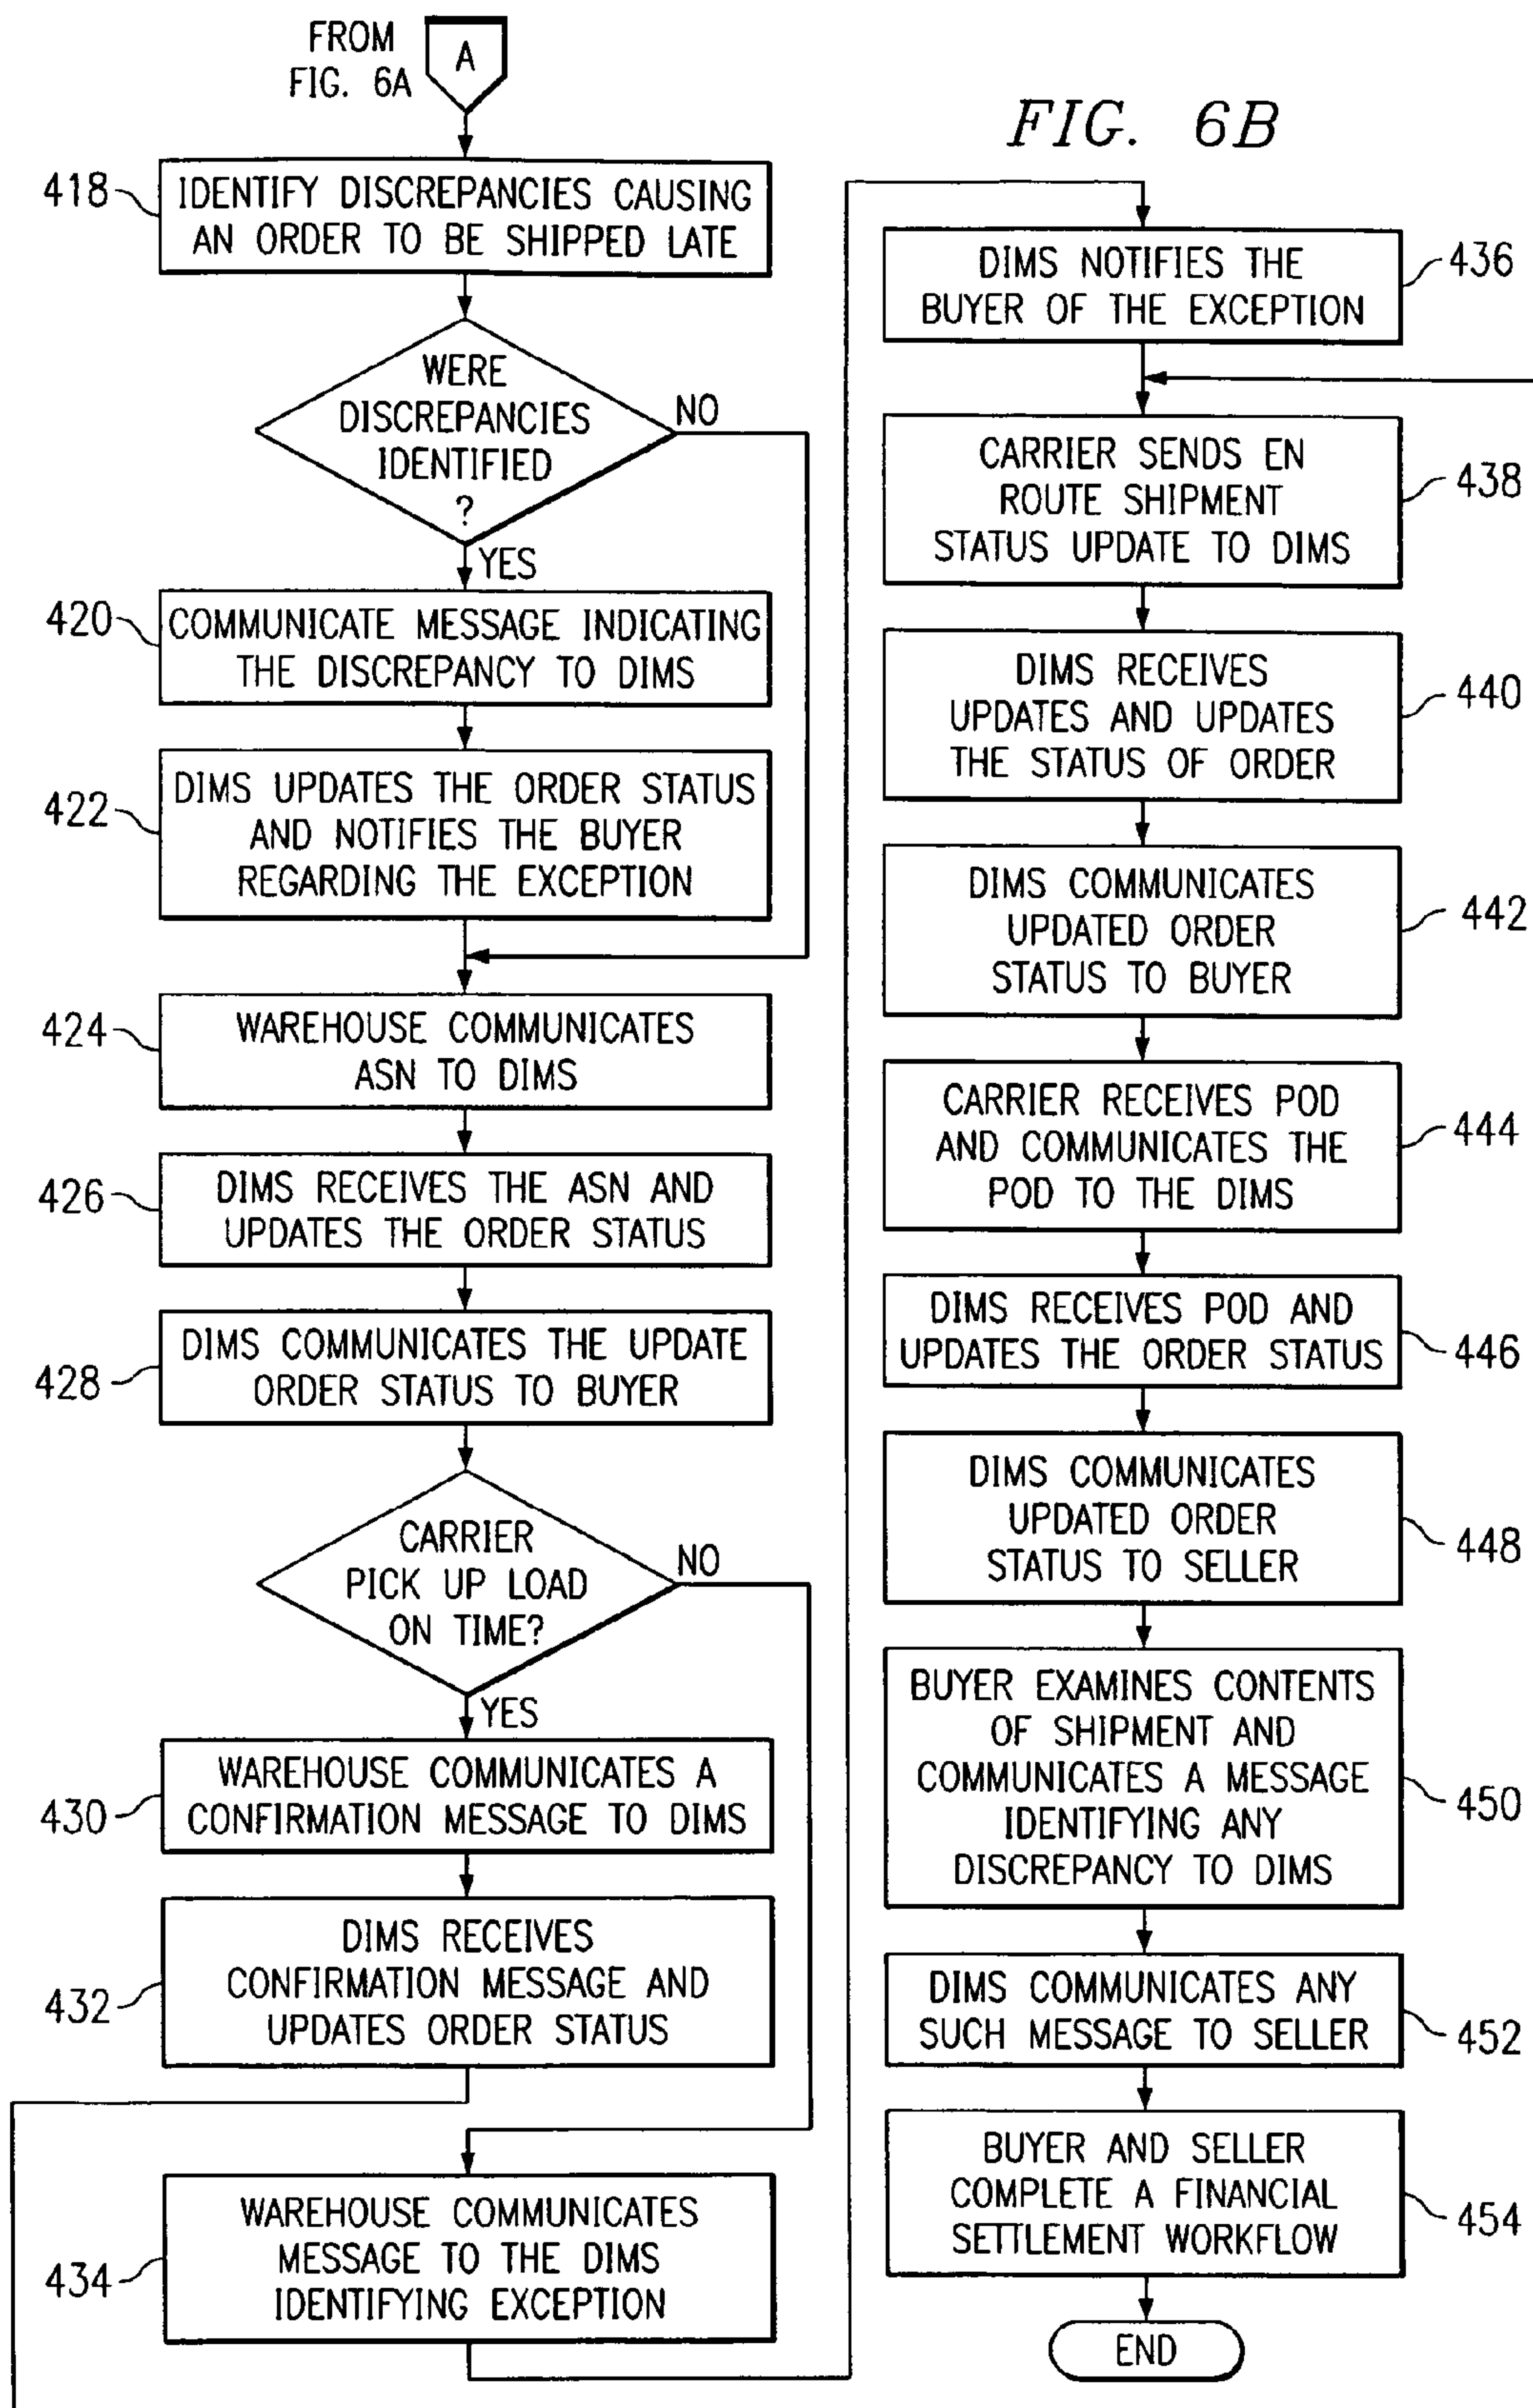 FROM
FIG. 6A
A
FIG. 6B
418
IDENTIFY DISCREPANCIES CAUSING
AN ORDER TO BE SHIPPED LATE
WERE
DISCREPANCIES
IDENTIFIED
?
NO
YES
420
COMMUNICATE MESSAGE INDICATING
THE DISCREPANCY TO DIMS
422
DIMS UPDATES THE ORDER STATUS
AND NOTIFIES THE BUYER
REGARDING THE EXCEPTION
424
WAREHOUSE COMMUNICATES
ASN TO DIMS
426
DIMS RECEIVES THE ASN AND
UPDATES THE ORDER STATUS
428
DIMS COMMUNICATES THE UPDATE
ORDER STATUS TO BUYER
CARRIER
PICK UP LOAD
ON TIME?
NO
YES
430
WAREHOUSE COMMUNICATES A
CONFIRMATION MESSAGE TO DIMS
432
DIMS RECEIVES
CONFIRMATION MESSAGE AND
UPDATES ORDER STATUS
434
WAREHOUSE COMMUNICATES
MESSAGE TO THE DIMS
IDENTIFYING EXCEPTION
DIMS NOTIFIES THE
BUYER OF THE EXCEPTION
436
CARRIER SENDS EN
ROUTE SHIPMENT
STATUS UPDATE TO DIMS
438
DIMS RECEIVES
UPDATES AND UPDATES
THE STATUS OF ORDER
440
DIMS COMMUNICATES
UPDATED ORDER
STATUS TO BUYER
442
CARRIER RECEIVES POD
AND COMMUNICATES THE
POD TO THE DIMS
444
DIMS RECEIVES POD AND
UPDATES THE ORDER STATUS
446
DIMS COMMUNICATES
UPDATED ORDER
STATUS TO SELLER
448
BUYER EXAMINES CONTENTS
OF SHIPMENT AND
COMMUNICATES A MESSAGE
IDENTIFYING ANY
DISCREPANCY TO DIMS
450
DIMS COMMUNICATES ANY
SUCH MESSAGE TO SELLER
452
BUYER AND SELLER
COMPLETE A FINANCIAL
SETTLEMENT WORKFLOW
454
END